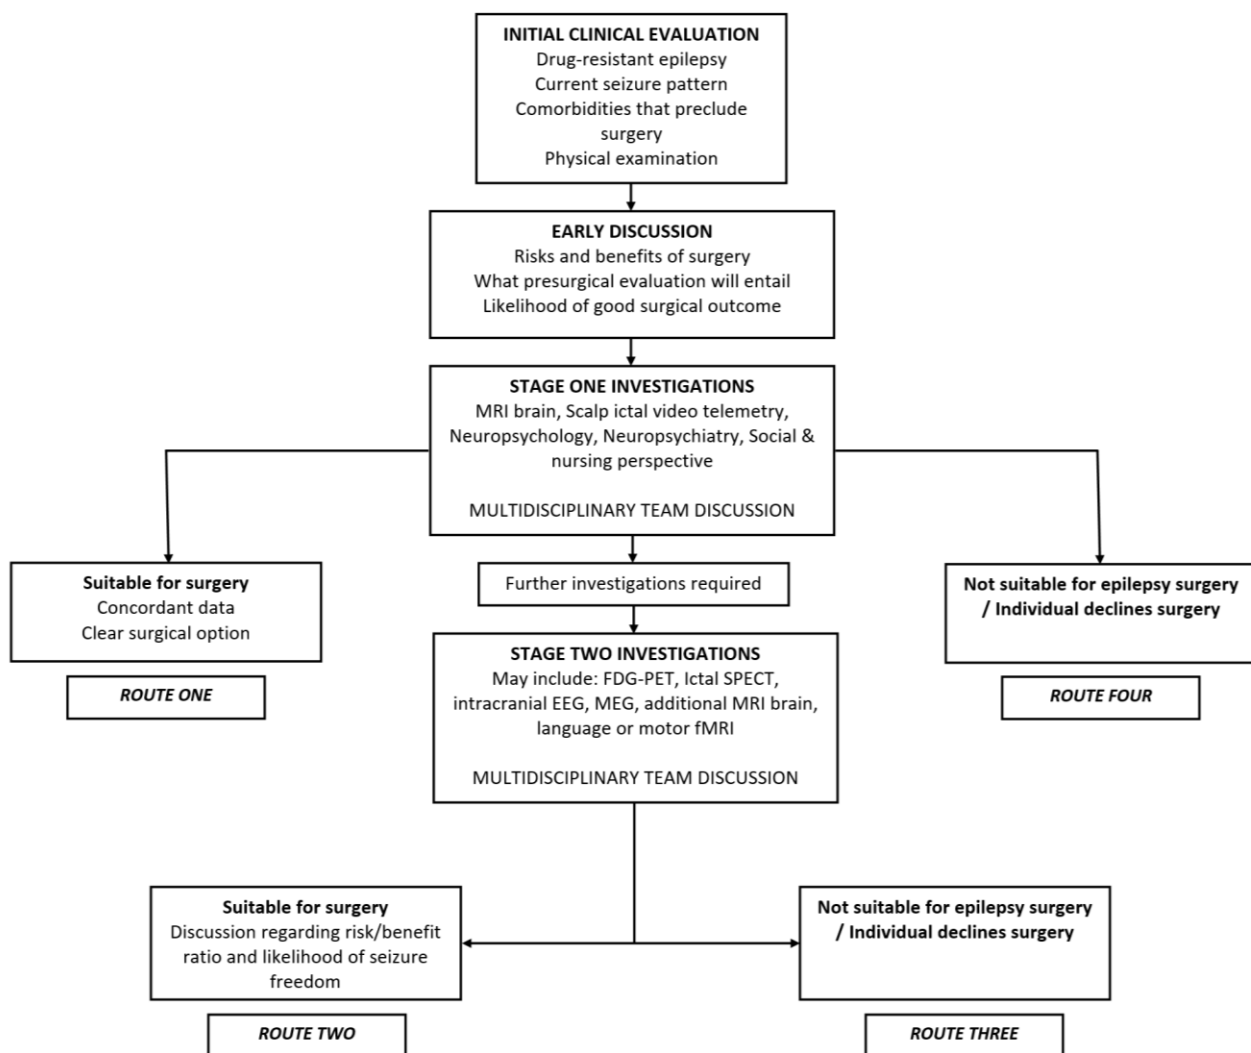 INITIAL CLINICAL EVALUATION
Drug-resistant epilepsy
Current seizure pattern
Comorbidities that preclude
surgery
Physical examination
EARLY DISCUSSION
Risks and benefits of surgery
What presurgical evaluation will entail
Likelihood of good surgical outcome
STAGE ONE INVESTIGATIONS
MRI brain, Scalp ictal video telemetry,
Neuropsychology, Neuropsychiatry, Social &
nursing perspective
MULTIDISCIPLINARY TEAM DISCUSSION
Suitable for surgery
Concordant data
Clear surgical option
ROUTE ONE
Further investigations required
Not suitable for epilepsy surgery
/ Individual declines surgery
ROUTE FOUR
STAGE TWO INVESTIGATIONS
May include: FDG-PET, Ictal SPECT,
intracranial EEG, MEG, additional MRI brain,
language or motor fMRI
MULTIDISCIPLINARY TEAM DISCUSSION
Suitable for surgery
Discussion regarding risk/benefit
ratio and likelihood of seizure
freedom
ROUTE TWO
Not suitable for epilepsy surgery
/ Individual declines surgery
ROUTE THREE